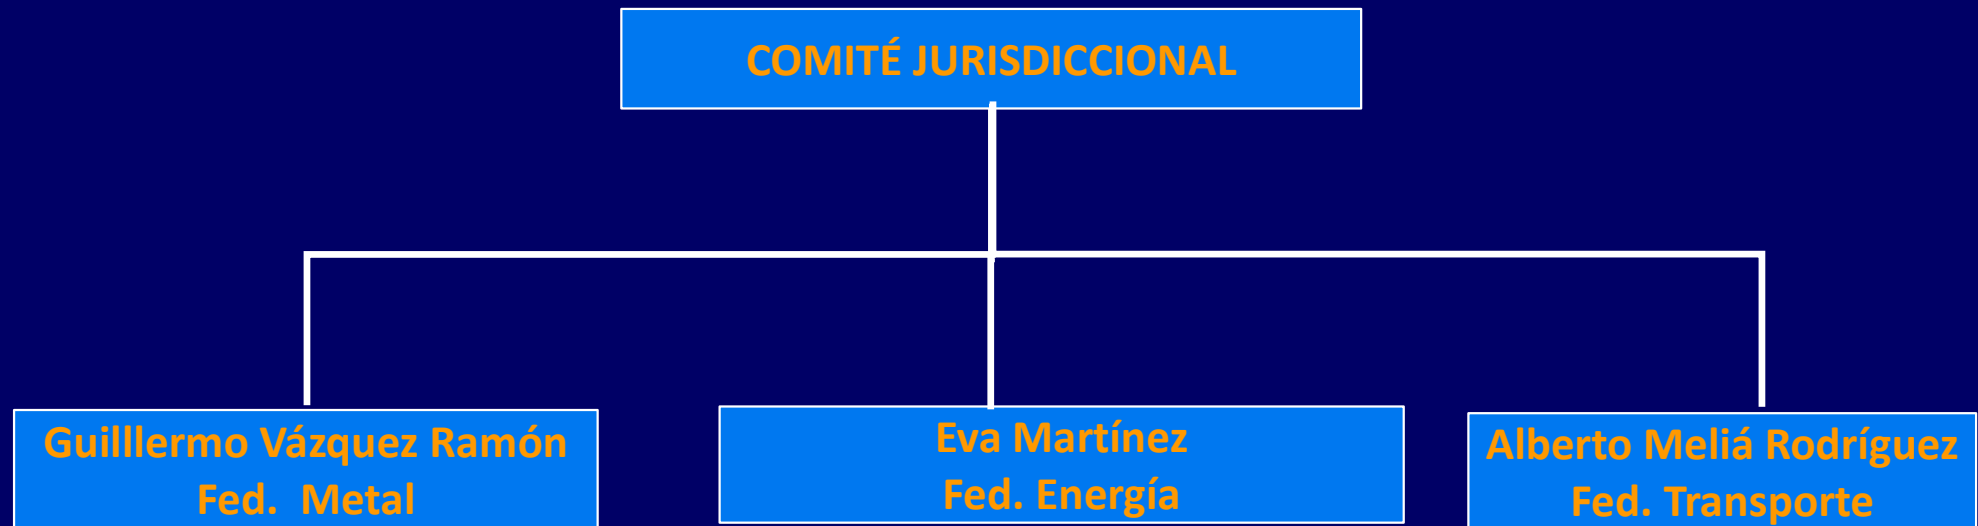 COMITÉ JURISDICCIONAL
Guilllermo Vázquez Ramón
Fed.  Metal
Eva Martínez
Fed. Energía
Alberto Meliá Rodríguez
Fed. Transporte